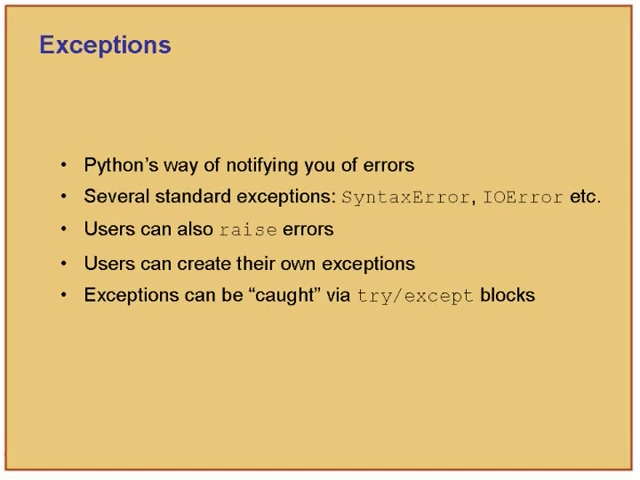 Exceptions
• Python’s way of notifying you of errors
• Several standard exceptions: SyntaxError, IOError etc.
• Users can also raise errors
• Users can create their own exceptions
• Exceptions can be “caught” via try/except blocks